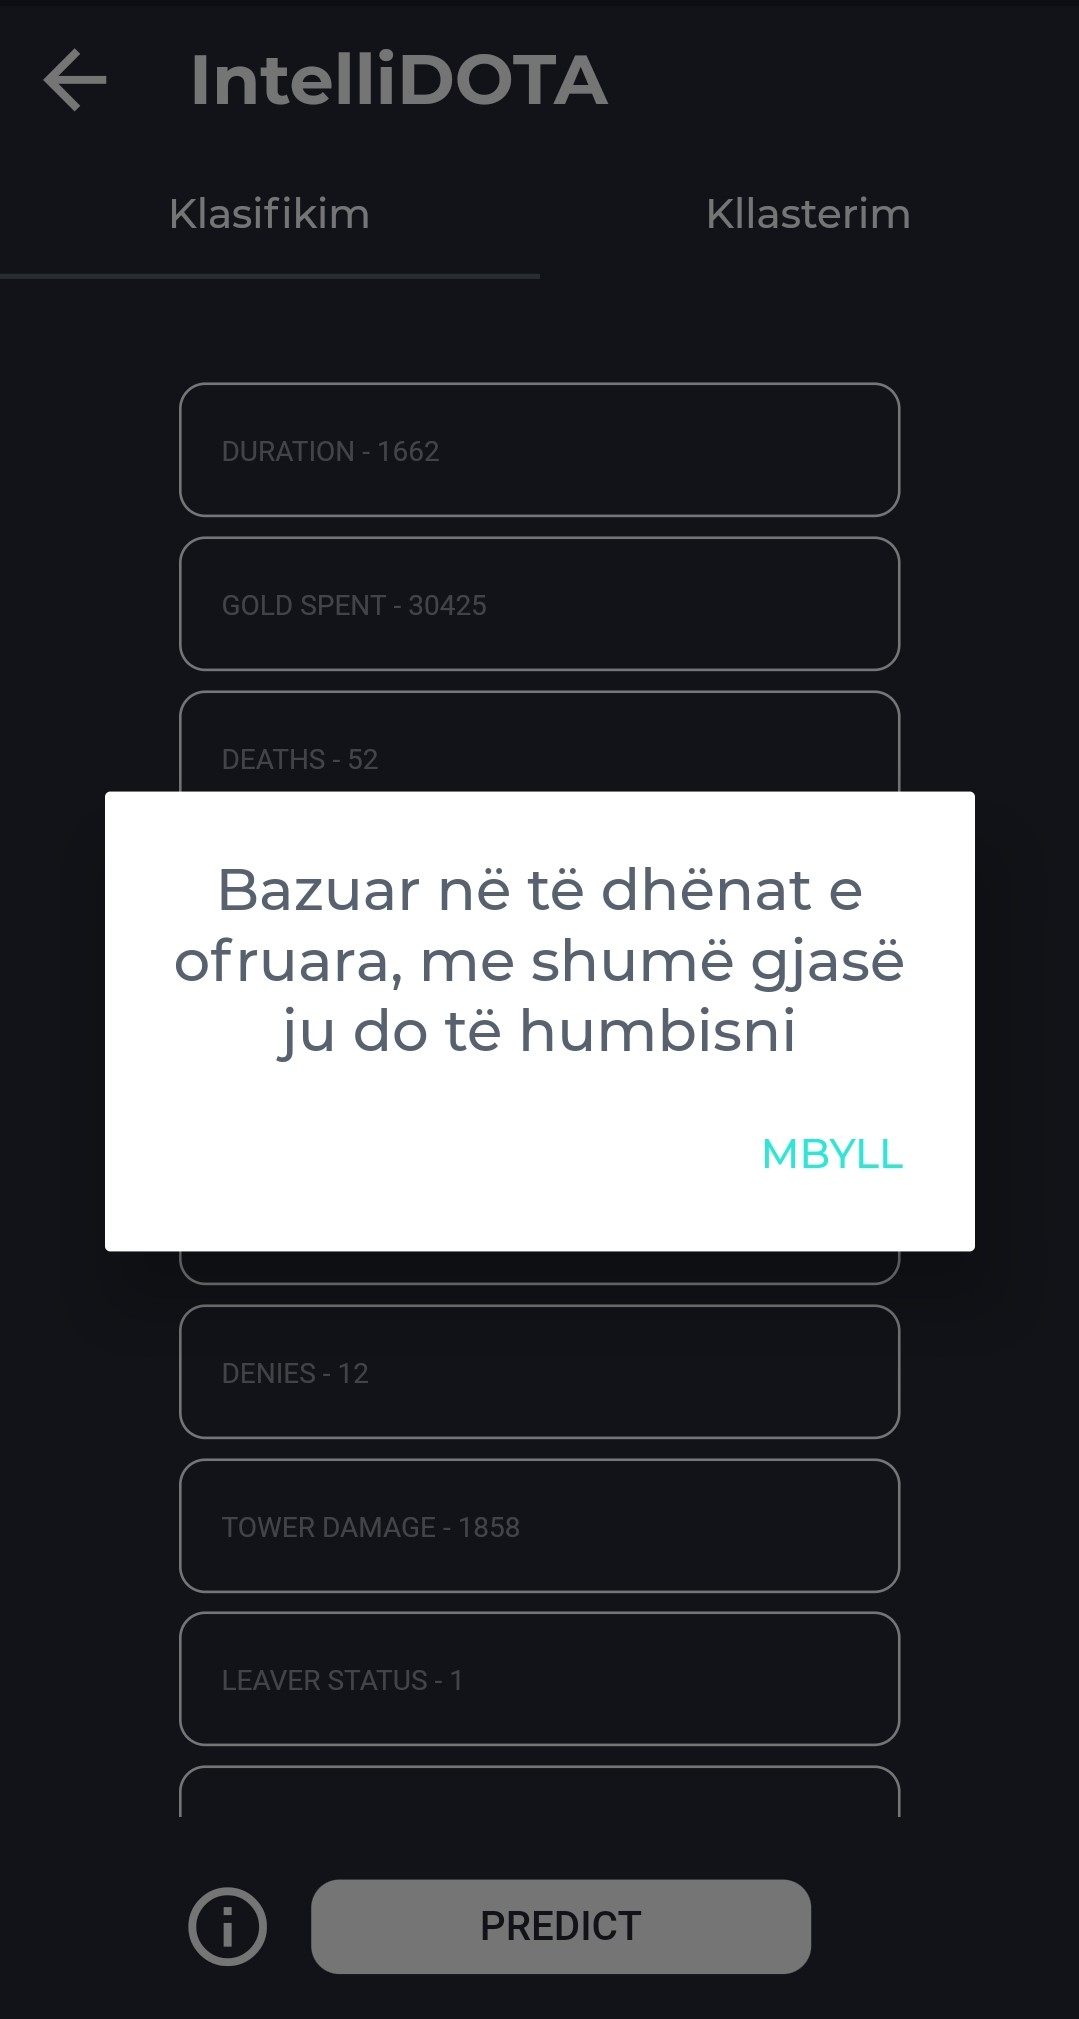 IntelliDOTA
Klasifikim
Kllasterim
DURATION - 1662
GOLD SPENT - 30425
DEATHS - 52
Bazuar në të dhënat e
ofruara, me shumë gjasë
ju do të humbisni
MBYLL
DENIES - 12
TOWER DAMAGE - 1858
LEAVER STATUS - 1
PREDICT